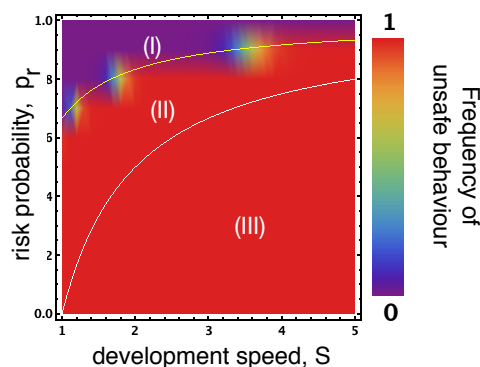 1.0
8
6
4
2
0.0
1
2
3
4
5
(I)
(II)
(III)
risk probability, pr
development speed, S
1
0
Frequency of
unsafe behaviour